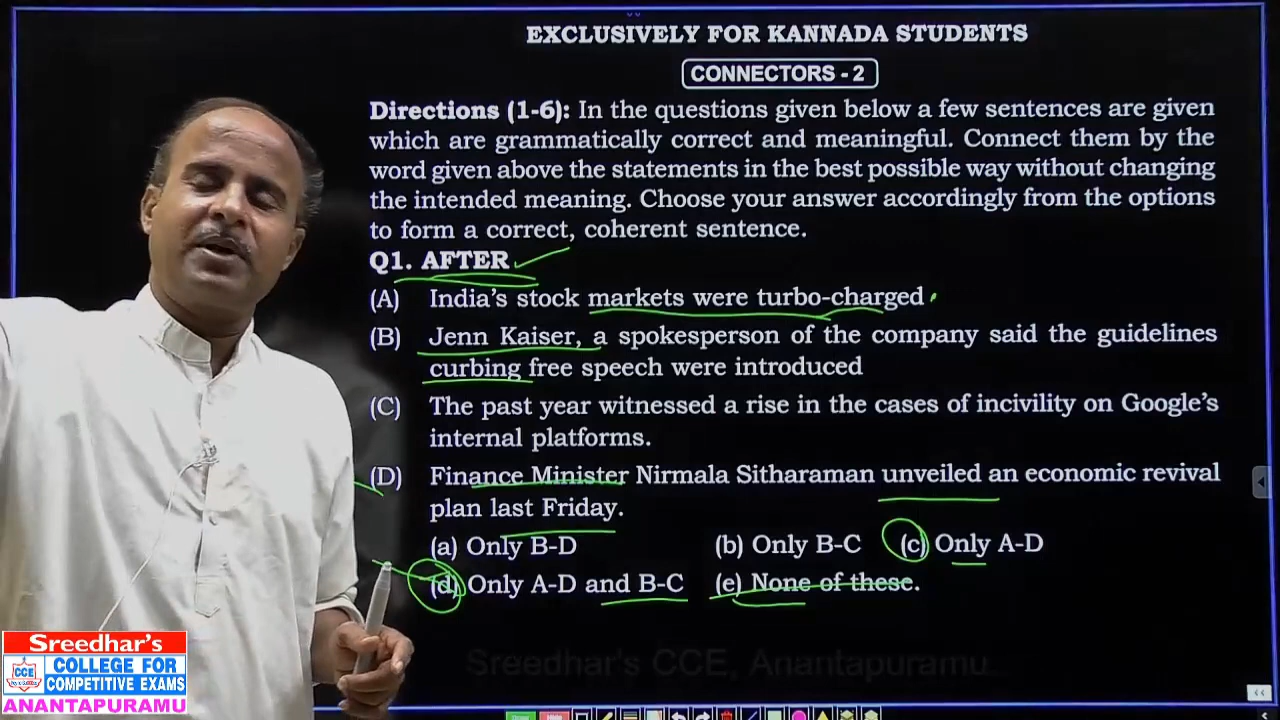 EXCLUSIVELY FOR KANNADA STUDENTS
CONNECTORS - 2
Directions (1-6): In the questions given below a few sentences are given
which are grammatically correct and meaningful. Connect them by the
word given above the statements in the best possible way without changing
the intended meaning. Choose your answer accordingly from the options
to form a correct, coherent sentence.
Q1. AFTER
(A) India's stock markets were turbo-charged
(B) Jenn Kaiser, a spokesperson of the company said the guidelines
curbing free speech were introduced
(C) The past year witnessed a rise in the cases of incivility on Google's
internal platforms.
(D) Finance Minister Nirmala Sitharaman unveiled an economic revival
plan last Friday.
(a) Only B-D (b) Only B-C (c) Only A-D
(d) Only A-D and B-C (e) None of these.
Sreedhar's CCE, Anantapuramu
Sreedhar's
CCE
COLLEGE FOR
COMPETITIVE EXAMS
ANANTAPURAMU